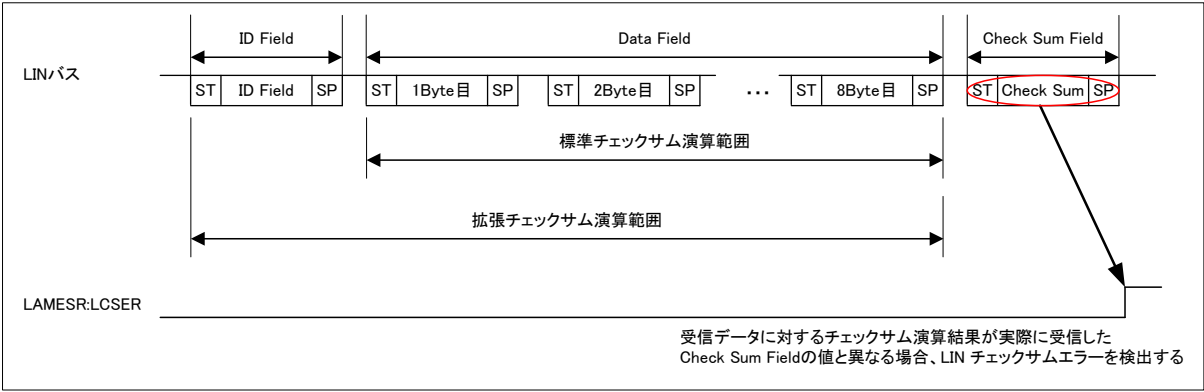 ID Field
Data Field
Check Sum Field
LINバス
ST ID Field SP ST 1Byte目 SP ST 2Byte目 SP ... ST 8Byte目 SP ST Check Sum SP
標準チェックサム演算範囲
拡張チェックサム演算範囲
LAMESR:LCSER
受信データに対するチェックサム演算結果が実際に受信した
Check Sum Fieldの値と異なる場合、LIN チェックサムエラーを検出する